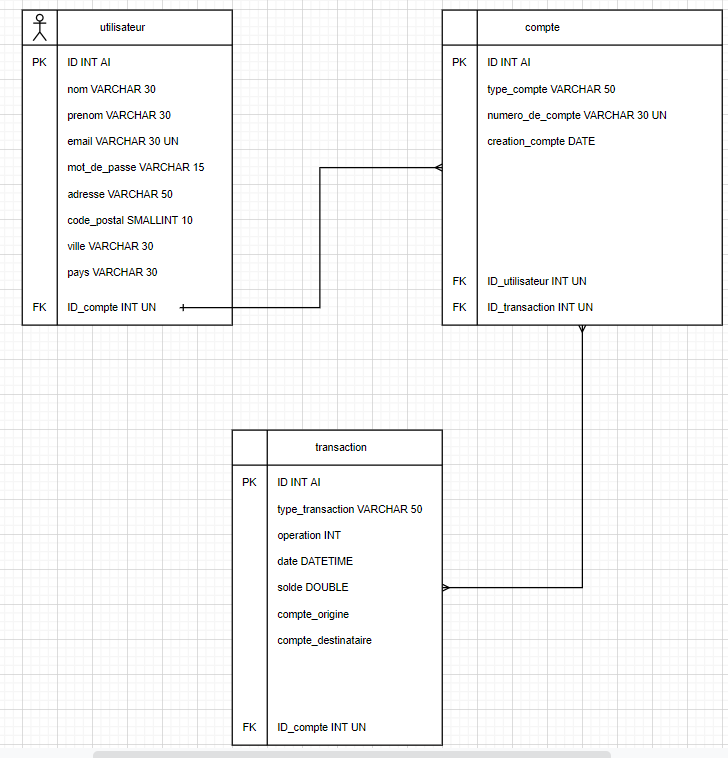 utilisateur
PK ID INT AI
nom VARCHAR 30
prenom VARCHAR 30
email VARCHAR 30 UN
mot_de_passe VARCHAR 15
adresse VARCHAR 50
code_postal SMALLINT 10
ville VARCHAR 30
pays VARCHAR 30
FK ID_compte INT UN
compte
PK ID INT AI
type_compte VARCHAR 50
numero_de_compte VARCHAR 30 UN
creation_compte DATE
FK ID_utilisateur INT UN
FK ID_transaction INT UN
transaction
PK ID INT AI
type_transaction VARCHAR 50
operation INT
date DATETIME
solde DOUBLE
compte_origine
compte_destinataire
FK ID_compte INT UN